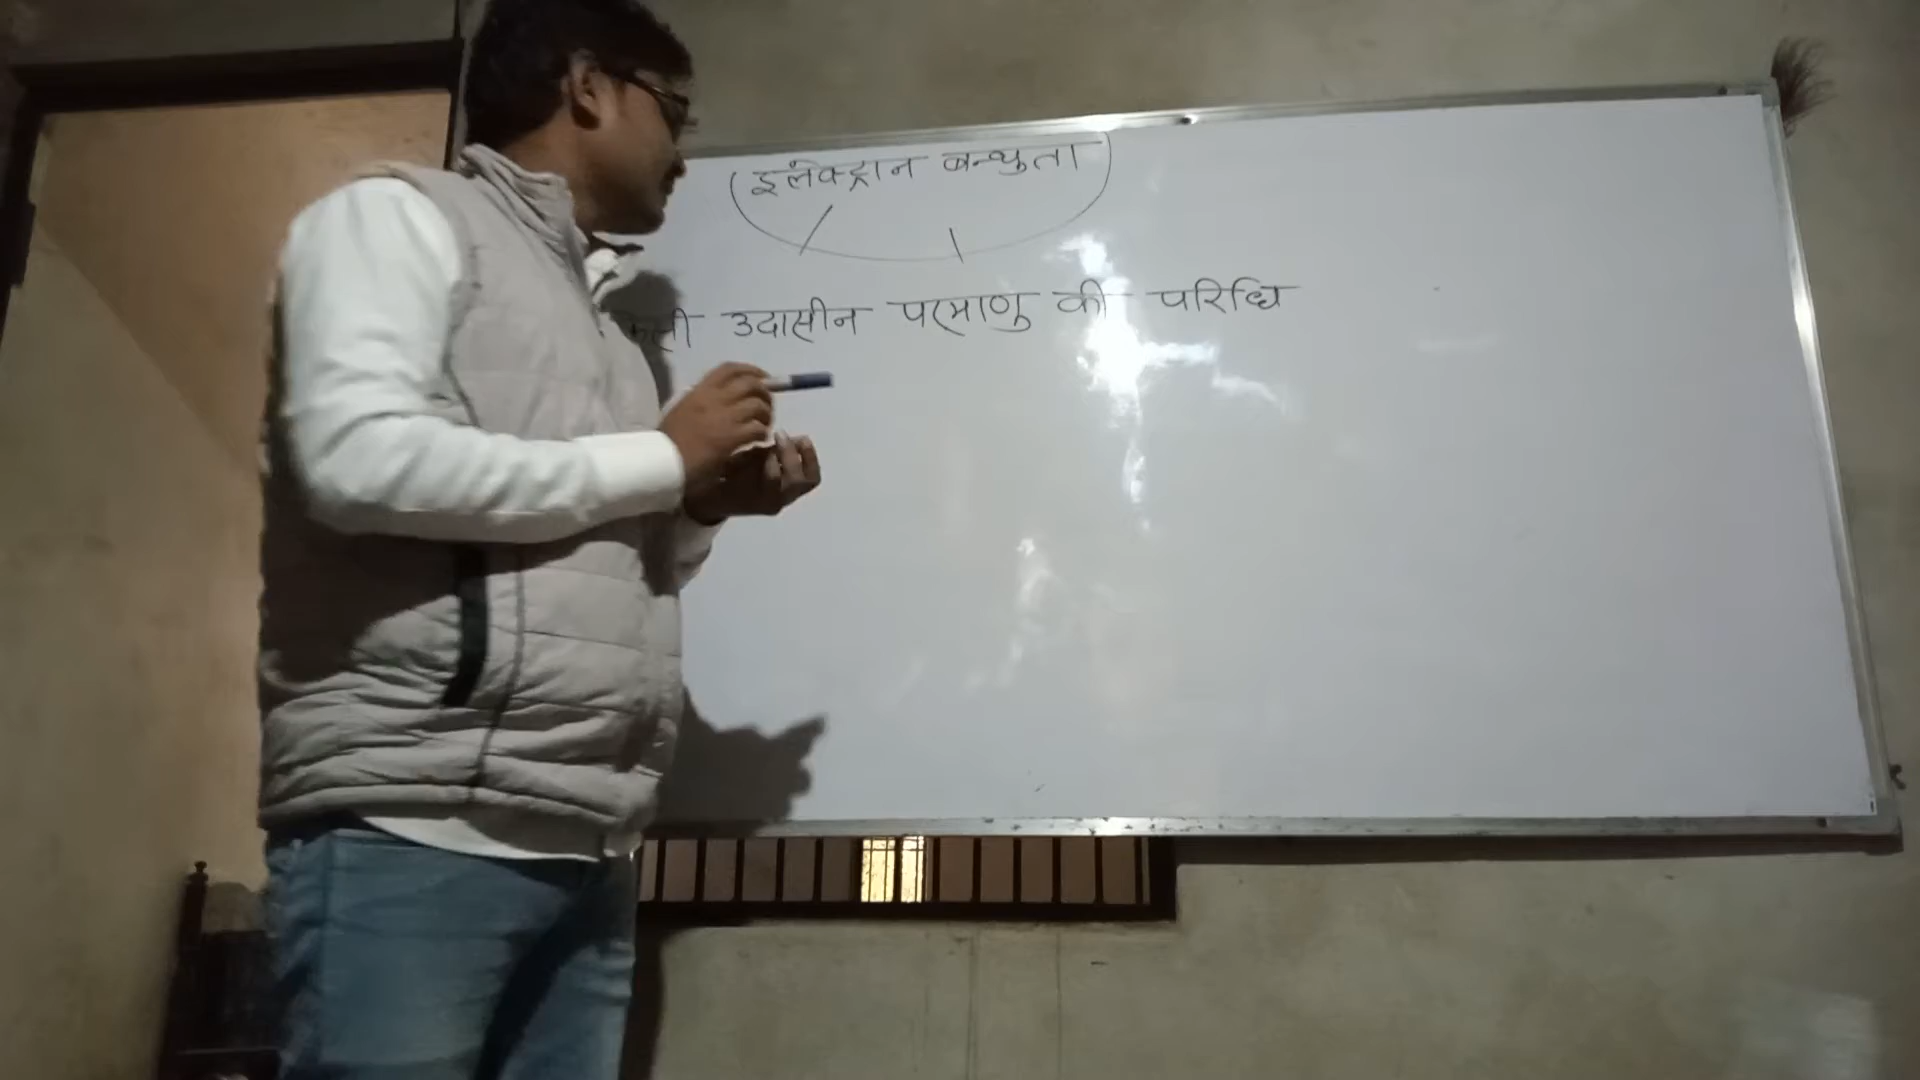 (इलेक्ट्रान बन्धुता)
उदासीन परमाणु की परिधि